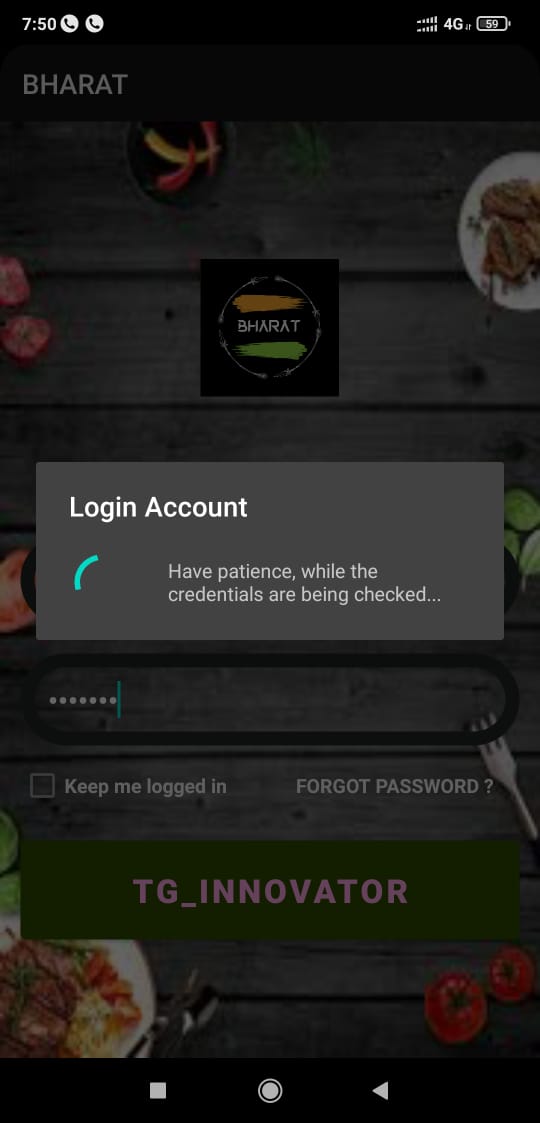 7:50
4G 59
BHARAT
BHARAT
Login Account
Have patience, while the
credentials are being checked...
•••••••
Keep me logged in
FORGOT PASSWORD ?
TG_INNOVATOR